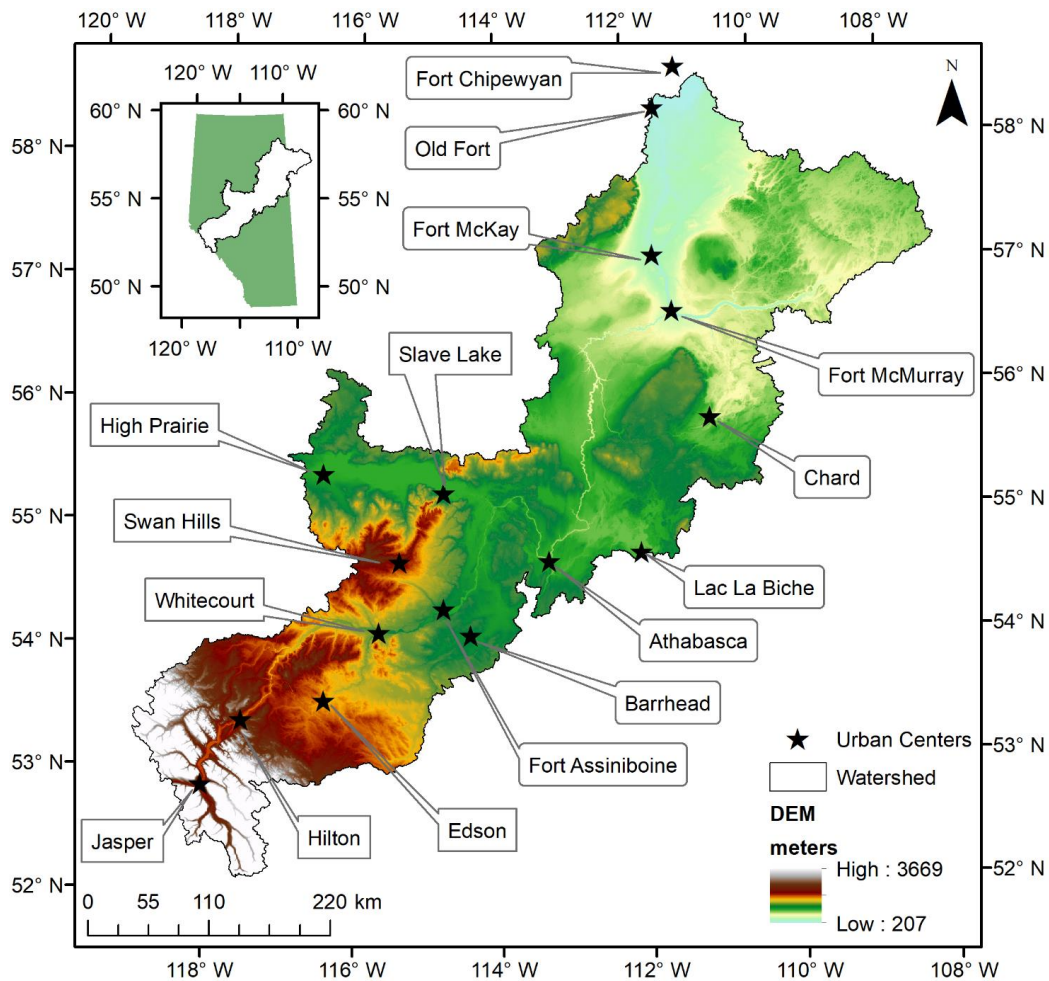 120° W 118° W 116° W 114° W 112° W 110° W 108° W
120° W 110° W
60° N 60° N
55° N 55° N
50° N 50° N
120° W 110° W
N
Fort Chipewyan
58° N 58° N
Old Fort
Fort McKay
57° N 57° N
Slave Lake
Fort McMurray
56° N 56° N
High Prairie
Chard
55° N 55° N
Swan Hills
Lac La Biche
Whitecourt
Athabasca
54° N 54° N
Barrhead
53° N 53° N
Urban Centers
Fort Assiniboine
Watershed
Edson
Hilton
Jasper
DEM
meters
High : 3669
Low : 207
52° N 52° N
0 55 110 220 km
118° W 116° W 114° W 112° W 110° W 108° W